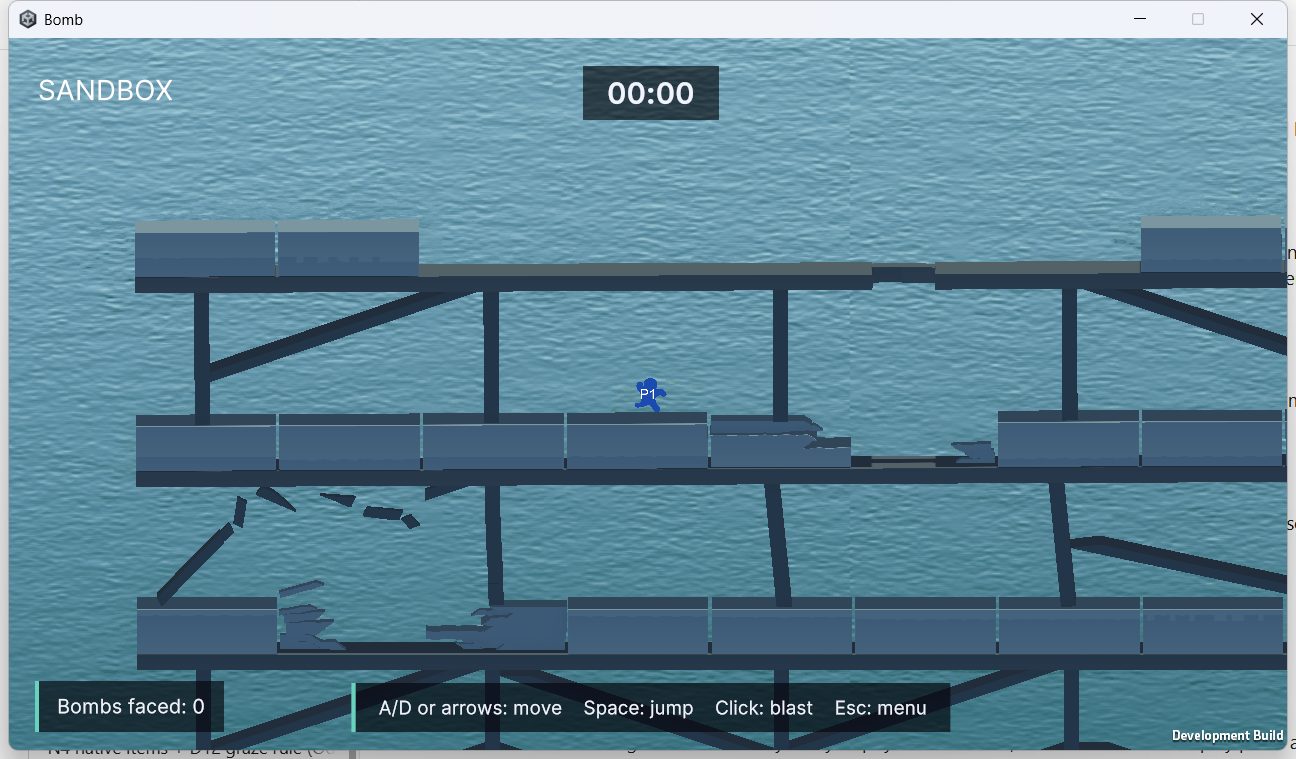 Bomb
SANDBOX
00:00
P1
Bombs faced: 0
A/D or arrows: move Space: jump Click: blast Esc: menu
Development Build